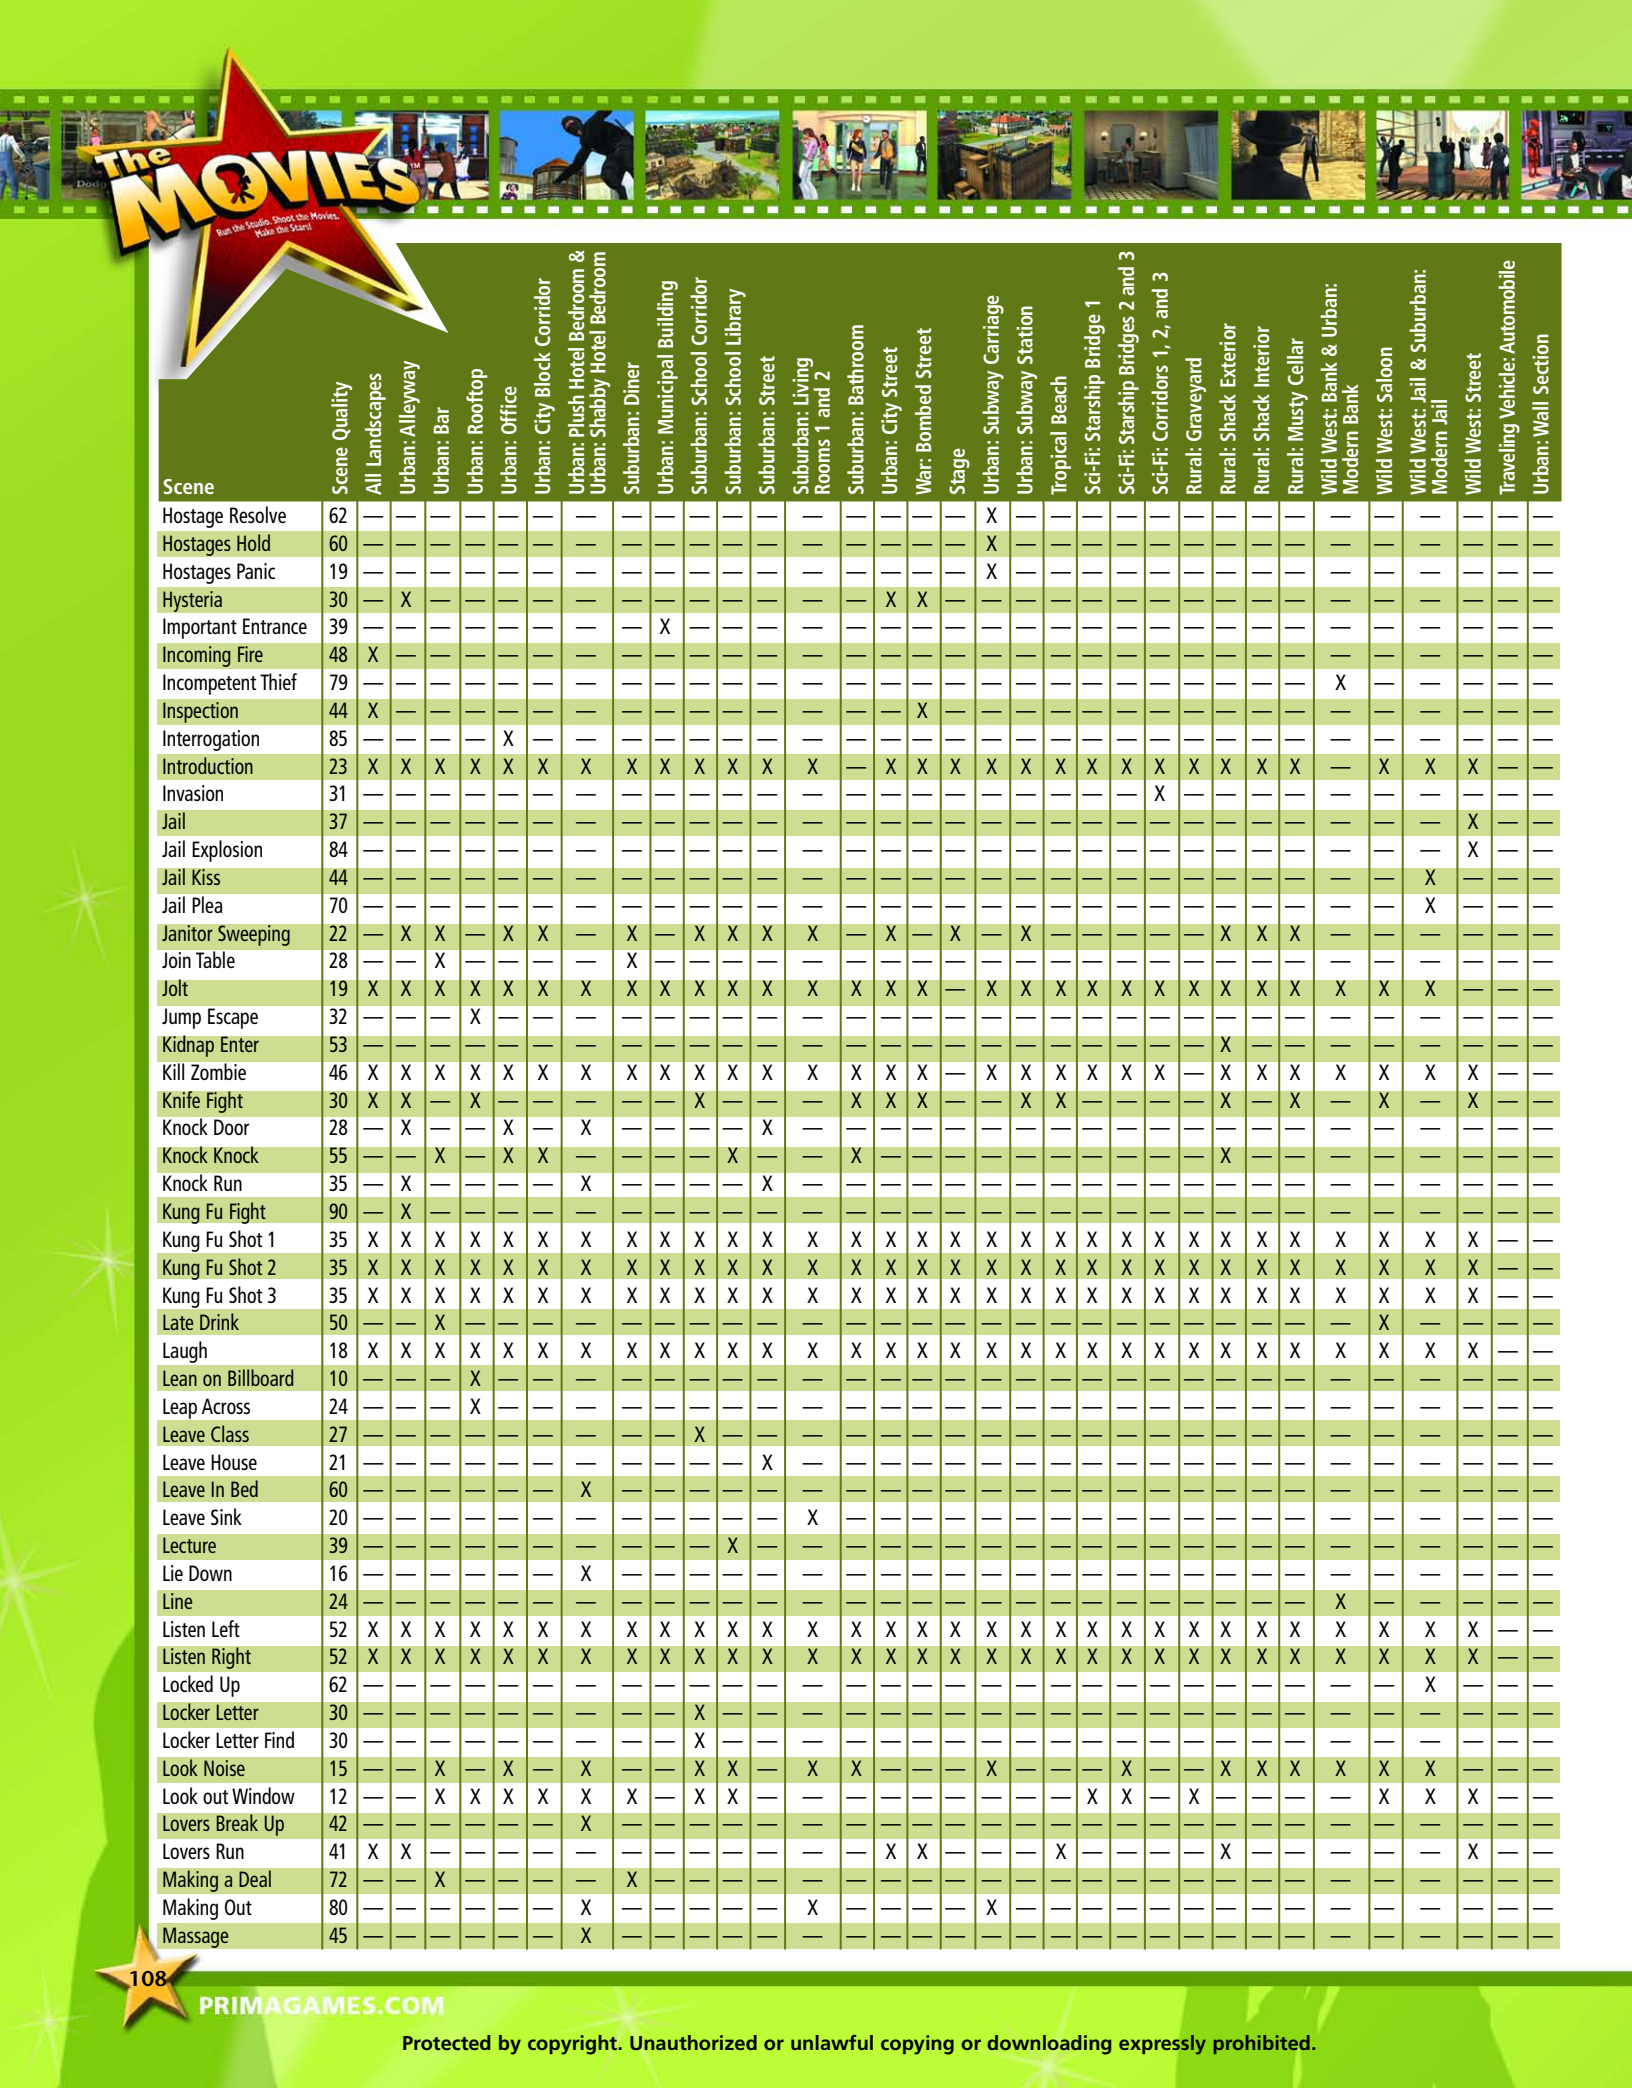 The
MOVIES™
Run the Studio. Shoot the Movies.
Make the Stars!
Scene
Scene Quality
All Landscapes
Urban: Alleyway
Urban: Bar
Urban: Rooftop
Urban: Office
Urban: City Block Corridor
Urban: Plush Hotel Bedroom &
Urban: Shabby Hotel Bedroom
Suburban: Diner
Urban: Municipal Building
Suburban: School Corridor
Suburban: School Library
Suburban: Street
Suburban: Living
Rooms 1 and 2
Suburban: Bathroom
Urban: City Street
War: Bombed Street
Stage
Urban: Subway Carriage
Urban: Subway Station
Tropical Beach
Sci-Fi: Starship Bridge 1
Sci-Fi: Starship Bridges 2 and 3
Sci-Fi: Corridors 1, 2, and 3
Rural: Graveyard
Rural: Shack Exterior
Rural: Shack Interior
Rural: Musty Cellar
Wild West: Bank & Urban:
Modern Bank
Wild West: Saloon
Wild West: Jail & Suburban:
Modern Jail
Wild West: Street
Traveling Vehicle: Automobile
Urban: Wall Section
Hostage Resolve 62 — — — — — — — — — — — — — — — — — X — — — — — — — — — — — — — — —
Hostages Hold 60 — — — — — — — — — — — — — — — — — X — — — — — — — — — — — — — — —
Hostages Panic 19 — — — — — — — — — — — — — — — — — X — — — — — — — — — — — — — — —
Hysteria 30 — X — — — — — — — — — — — — X X — — — — — — — — — — — — — — — — —
Important Entrance 39 — — — — — — — — X — — — — — — — — — — — — — — — — — — — — — — — —
Incoming Fire 48 X — — — — — — — — — — — — — — — — — — — — — — — — — — — — — — — —
Incompetent Thief 79 — — — — — — — — — — — — — — — — — — — — — — — — — — — X — — — — —
Inspection 44 X — — — — — — — — — — — — — — X — — — — — — — — — — — — — — — — —
Interrogation 85 — — — — X — — — — — — — — — — — — — — — — — — — — — — — — — — — —
Introduction 23 X X X X X X X X X X X X X — X X X X X X X X X X X X X — X X X — —
Invasion 31 — — — — — — — — — — — — — — — — — — — — — — X — — — — — — — — — —
Jail 37 — — — — — — — — — — — — — — — — — — — — — — — — — — — — — — X — —
Jail Explosion 84 — — — — — — — — — — — — — — — — — — — — — — — — — — — — — — X — —
Jail Kiss 44 — — — — — — — — — — — — — — — — — — — — — — — — — — — — — X — — —
Jail Plea 70 — — — — — — — — — — — — — — — — — — — — — — — — — — — — — X — — —
Janitor Sweeping 22 — X X — X X — X — X X X X — X — X — X — — — — — X X X — — — — — —
Join Table 28 — — X — — — — X — — — — — — — — — — — — — — — — — — — — — — — — —
Jolt 19 X X X X X X X X X X X X X X X X — X X X X X X X X X X X X X — — —
Jump Escape 32 — — — X — — — — — — — — — — — — — — — — — — — — — — — — — — — — —
Kidnap Enter 53 — — — — — — — — — — — — — — — — — — — — — — — — X — — — — — — — —
Kill Zombie 46 X X X X X X X X X X X X X X X X — X X X X X X — X X X X X X X — —
Knife Fight 30 X X — X — — — — — X — — — X X X — — X X — — — — X — X — X — X — —
Knock Door 28 — X — — X — X — — — — X — — — — — — — — — — — — — — — — — — — — —
Knock Knock 55 — — X — X X — — — — X — — X — — — — — — — — — — X — — — — — — — —
Knock Run 35 — X — — — — X — — — — X — — — — — — — — — — — — — — — — — — — — —
Kung Fu Fight 90 — X — — — — — — — — — — — — — — — — — — — — — — — — — — — — — — —
Kung Fu Shot 1 35 X X X X X X X X X X X X X X X X X X X X X X X X X X X X X X X — —
Kung Fu Shot 2 35 X X X X X X X X X X X X X X X X X X X X X X X X X X X X X X X — —
Kung Fu Shot 3 35 X X X X X X X X X X X X X X X X X X X X X X X X X X X X X X X — —
Late Drink 50 — — X — — — — — — — — — — — — — — — — — — — — — — — — — X — — — —
Laugh 18 X X X X X X X X X X X X X X X X X X X X X X X X X X X X X X X — —
Lean on Billboard 10 — — — X — — — — — — — — — — — — — — — — — — — — — — — — — — — — —
Leap Across 24 — — — X — — — — — — — — — — — — — — — — — — — — — — — — — — — — —
Leave Class 27 — — — — — — — — — X — — — — — — — — — — — — — — — — — — — — — — —
Leave House 21 — — — — — — — — — — — X — — — — — — — — — — — — — — — — — — — — —
Leave In Bed 60 — — — — — — X — — — — — — — — — — — — — — — — — — — — — — — — — —
Leave Sink 20 — — — — — — — — — — — — X — — — — — — — — — — — — — — — — — — — —
Lecture 39 — — — — — — — — — — X — — — — — — — — — — — — — — — — — — — — — —
Lie Down 16 — — — — — — X — — — — — — — — — — — — — — — — — — — — — — — — — —
Line 24 — — — — — — — — — — — — — — — — — — — — — — — — — — — X — — — — —
Listen Left 52 X X X X X X X X X X X X X X X X X X X X X X X X X X X X X X X — —
Listen Right 52 X X X X X X X X X X X X X X X X X X X X X X X X X X X X X X X — —
Locked Up 62 — — — — — — — — — — — — — — — — — — — — — — — — — — — — — X — — —
Locker Letter 30 — — — — — — — — — X — — — — — — — — — — — — — — — — — — — — — — —
Locker Letter Find 30 — — — — — — — — — X — — — — — — — — — — — — — — — — — — — — — — —
Look Noise 15 — — X — X — X — — X X — X X — — — X — — — X — — X X X X X X — — —
Look out Window 12 — — X X X X X X — X X — — — — — — — — — X X — X — — — — X X X — —
Lovers Break Up 42 — — — — — — X — — — — — — — — — — — — — — — — — — — — — — — — — —
Lovers Run 41 X X — — — — — — — — — — — — X X — — — X — — — — X — — — — — X — —
Making a Deal 72 — — X — — — — X — — — — — — — — — — — — — — — — — — — — — — — — —
Making Out 80 — — — — — — X — — — — — X — — — — X — — — — — — — — — — — — — — —
Massage 45 — — — — — — X — — — — — — — — — — — — — — — — — — — — — — — — — —
108
PRIMAGAMES.COM
Protected by copyright. Unauthorized or unlawful copying or downloading expressly prohibited.